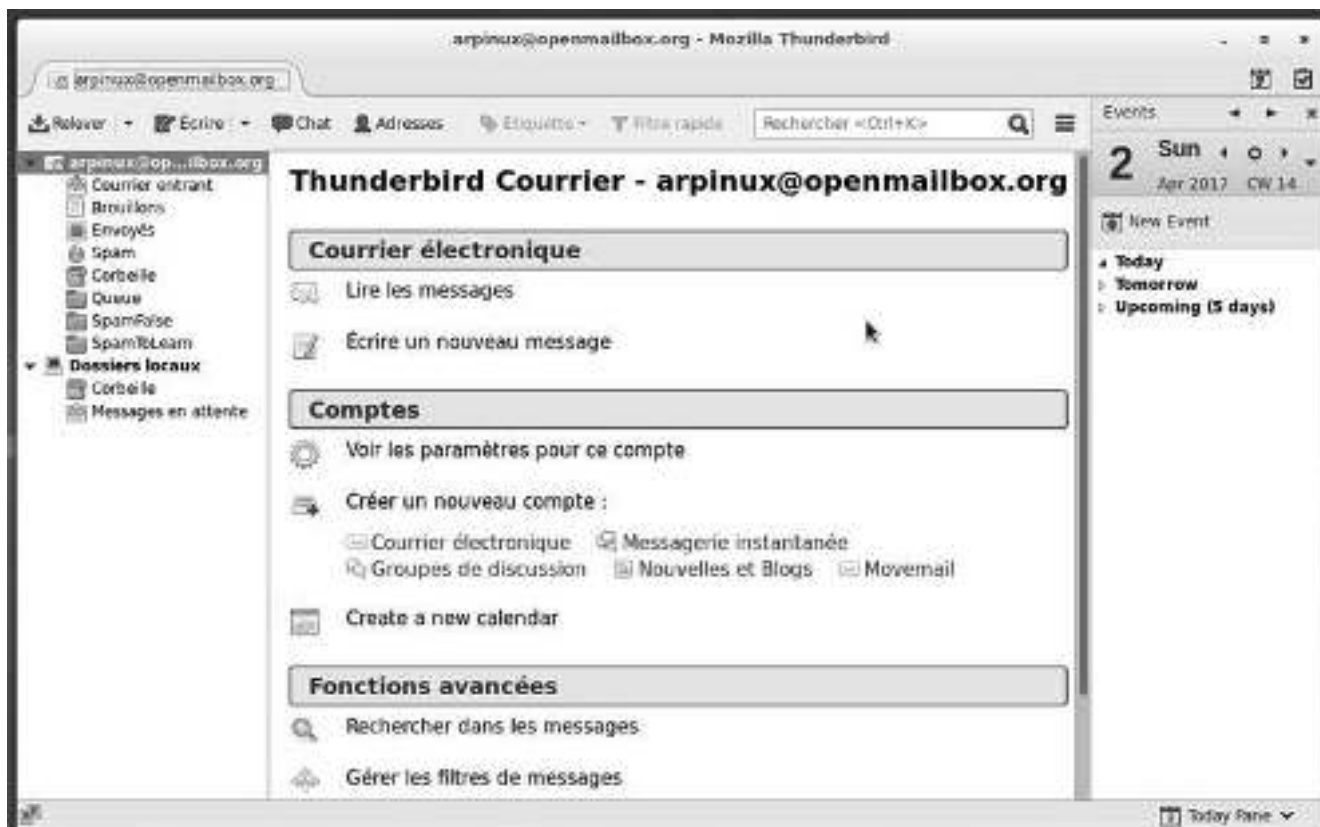 arpinux@openmailbox.org - Mozilla Thunderbird
arpinux@openmailbox.org
Relever Écrire Chat Adresses Étiquette Filtre rapide Rechercher <Ctrl+K>
arpinux@op...ilbox.org
Courrier entrant
Brouillons
Envoyés
Spam
Corbeille
Queue
SpamFalse
SpamToLearn
Dossiers locaux
Corbeille
Messages en attente
Thunderbird Courrier - arpinux@openmailbox.org
Courrier électronique
Lire les messages
Écrire un nouveau message
Comptes
Voir les paramètres pour ce compte
Créer un nouveau compte :
Courrier électronique Messagerie instantanée
Groupes de discussion Nouvelles et Blogs Movemail
Create a new calendar
Fonctions avancées
Rechercher dans les messages
Gérer les filtres de messages
Events
2 Sun
Apr 2017 CW 14
New Event
Today
Tomorrow
Upcoming (5 days)
Today Pane